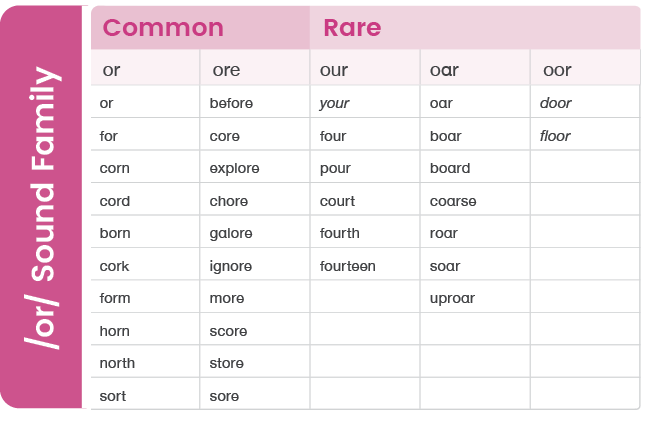 /or/ Sound Family
Common Rare
or ore our oar oor
or before your oar door
for core four boar floor
corn explore pour board
cord chore court coarse
born galore fourth roar
cork ignore fourteen soar
form more uproar
horn score
north store
sort sore